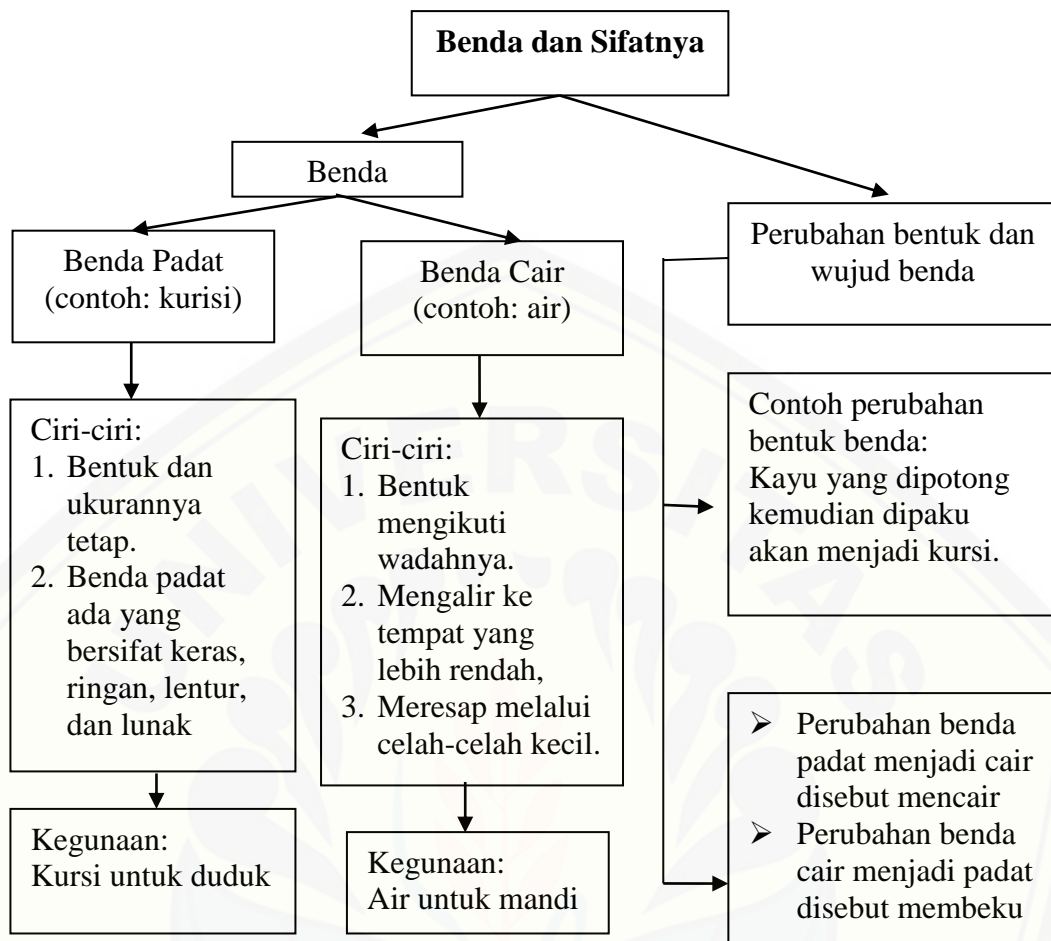 Benda dan Sifatnya
Benda
Benda Padat
(contoh: kurisi)
Benda Cair
(contoh: air)
Perubahan bentuk dan
wujud benda
Ciri-ciri:
1. Bentuk dan
ukurannya
tetap.
2. Benda padat
ada yang
bersifat keras,
ringan, lentur,
dan lunak
Ciri-ciri:
1. Bentuk
mengikuti
wadahnya.
2. Mengalir ke
tempat yang
lebih rendah,
3. Meresap melalui
celah-celah kecil.
Contoh perubahan
bentuk benda:
Kayu yang dipotong
kemudian dipaku
akan menjadi kursi.
Kegunaan:
Kursi untuk duduk
Kegunaan:
Air untuk mandi
➢ Perubahan benda
padat menjadi cair
disebut mencair
➢ Perubahan benda
cair menjadi padat
disebut membeku
UNIVERSITAS